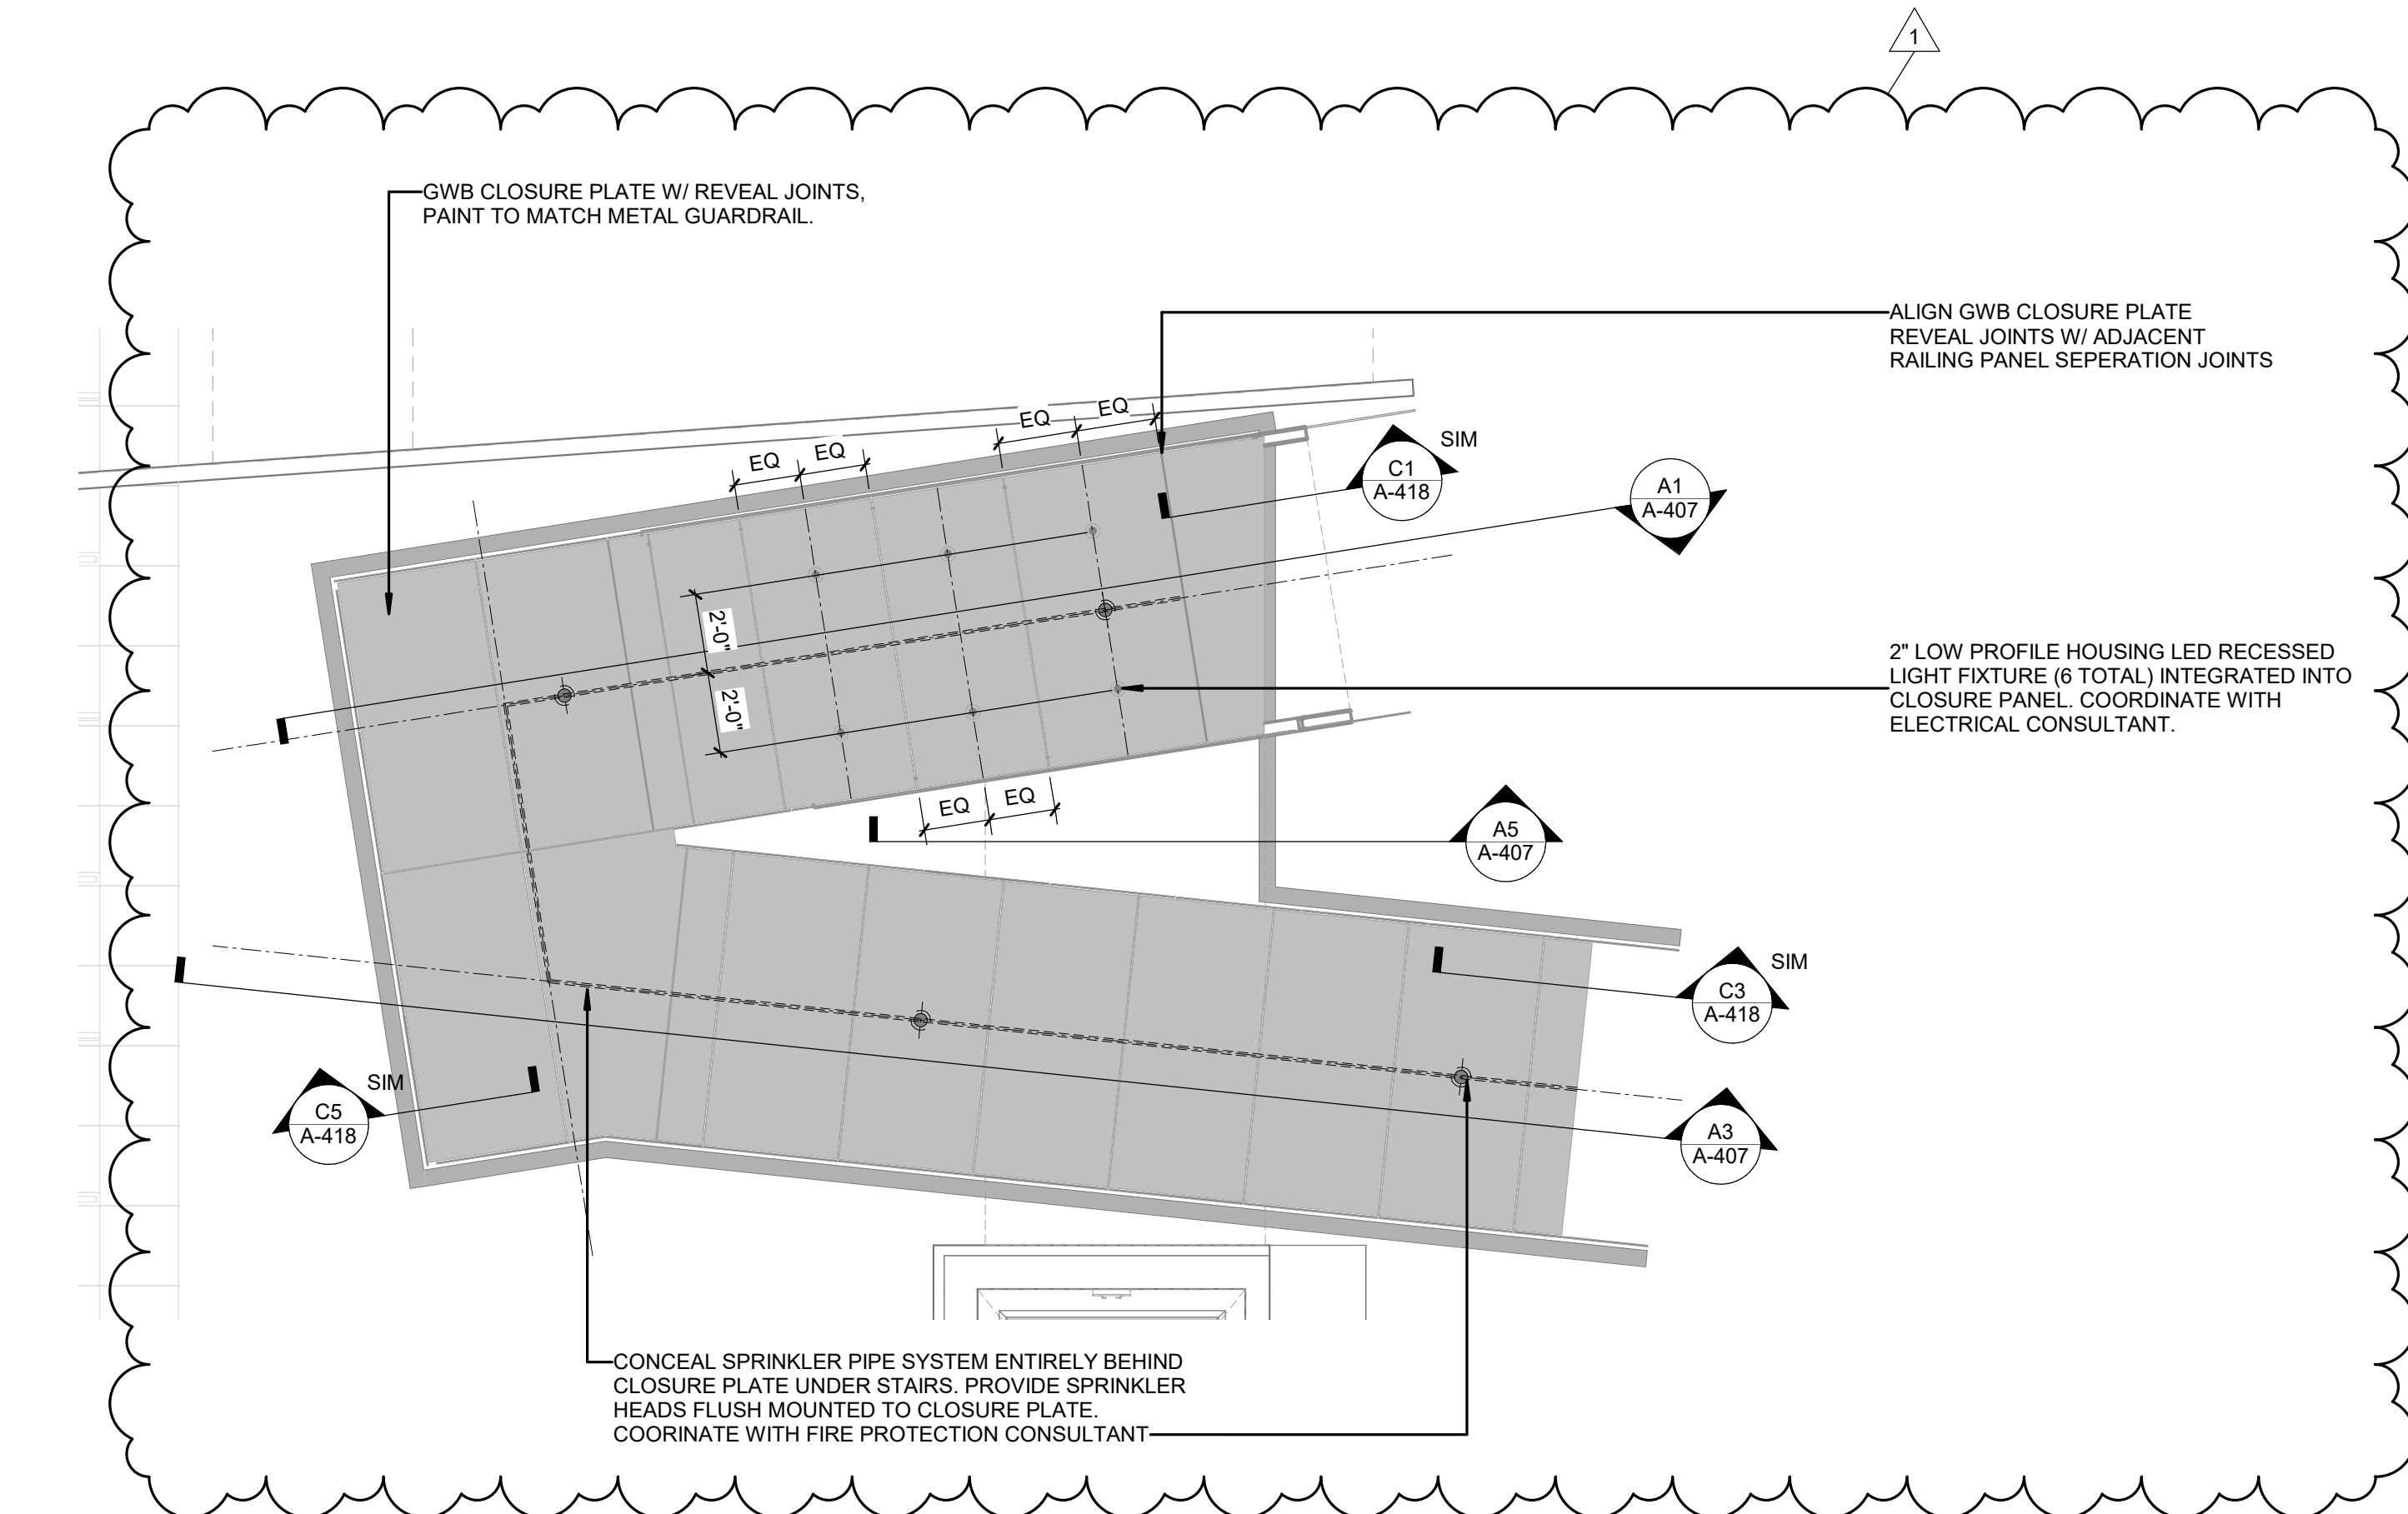 1
GWB CLOSURE PLATE W/ REVEAL JOINTS,
PAINT TO MATCH METAL GUARDRAIL.
ALIGN GWB CLOSURE PLATE
REVEAL JOINTS W/ ADJACENT
RAILING PANEL SEPERATION JOINTS
EQ
EQ
EQ
EQ
SIM
C1
A-418
A1
A-407
2'-0"
2'-0"
2" LOW PROFILE HOUSING LED RECESSED
LIGHT FIXTURE (6 TOTAL) INTEGRATED INTO
CLOSURE PANEL. COORDINATE WITH
ELECTRICAL CONSULTANT.
EQ
EQ
A5
A-407
SIM
C3
A-418
SIM
C5
A-418
A3
A-407
CONCEAL SPRINKLER PIPE SYSTEM ENTIRELY BEHIND
CLOSURE PLATE UNDER STAIRS. PROVIDE SPRINKLER
HEADS FLUSH MOUNTED TO CLOSURE PLATE.
COORINATE WITH FIRE PROTECTION CONSULTANT